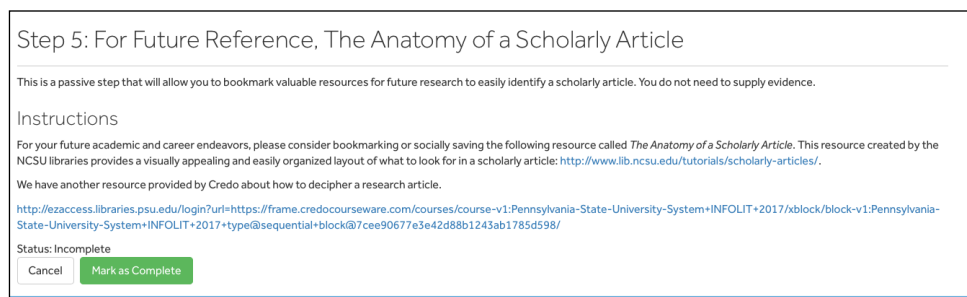 Step 5: For Future Reference, The Anatomy of a Scholarly Article
This is a passive step that will allow you to bookmark valuable resources for future research to easily identify a scholarly article. You do not need to supply evidence.
Instructions
For your future academic and career endeavors, please consider bookmarking or socially saving the following resource called The Anatomy of a Scholarly Article. This resource created by the
NCSU libraries provides a visually appealing and easily organized layout of what to look for in a scholarly article: http://www.lib.ncsu.edu/tutorials/scholarly-articles/.
We have another resource provided by Credo about how to decipher a research article.
http://ezaccess.libraries.psu.edu/login?url=https://frame.credocourseware.com/courses/course-v1:Pennsylvania-State-University-System+INFOLIT+2017/xblock/block-v1:Pennsylvania-
State-University-System+INFOLIT+2017+type@sequential+block@7cee90677e3e42d88b1243ab1785d598/
Status: Incomplete
Cancel Mark as Complete